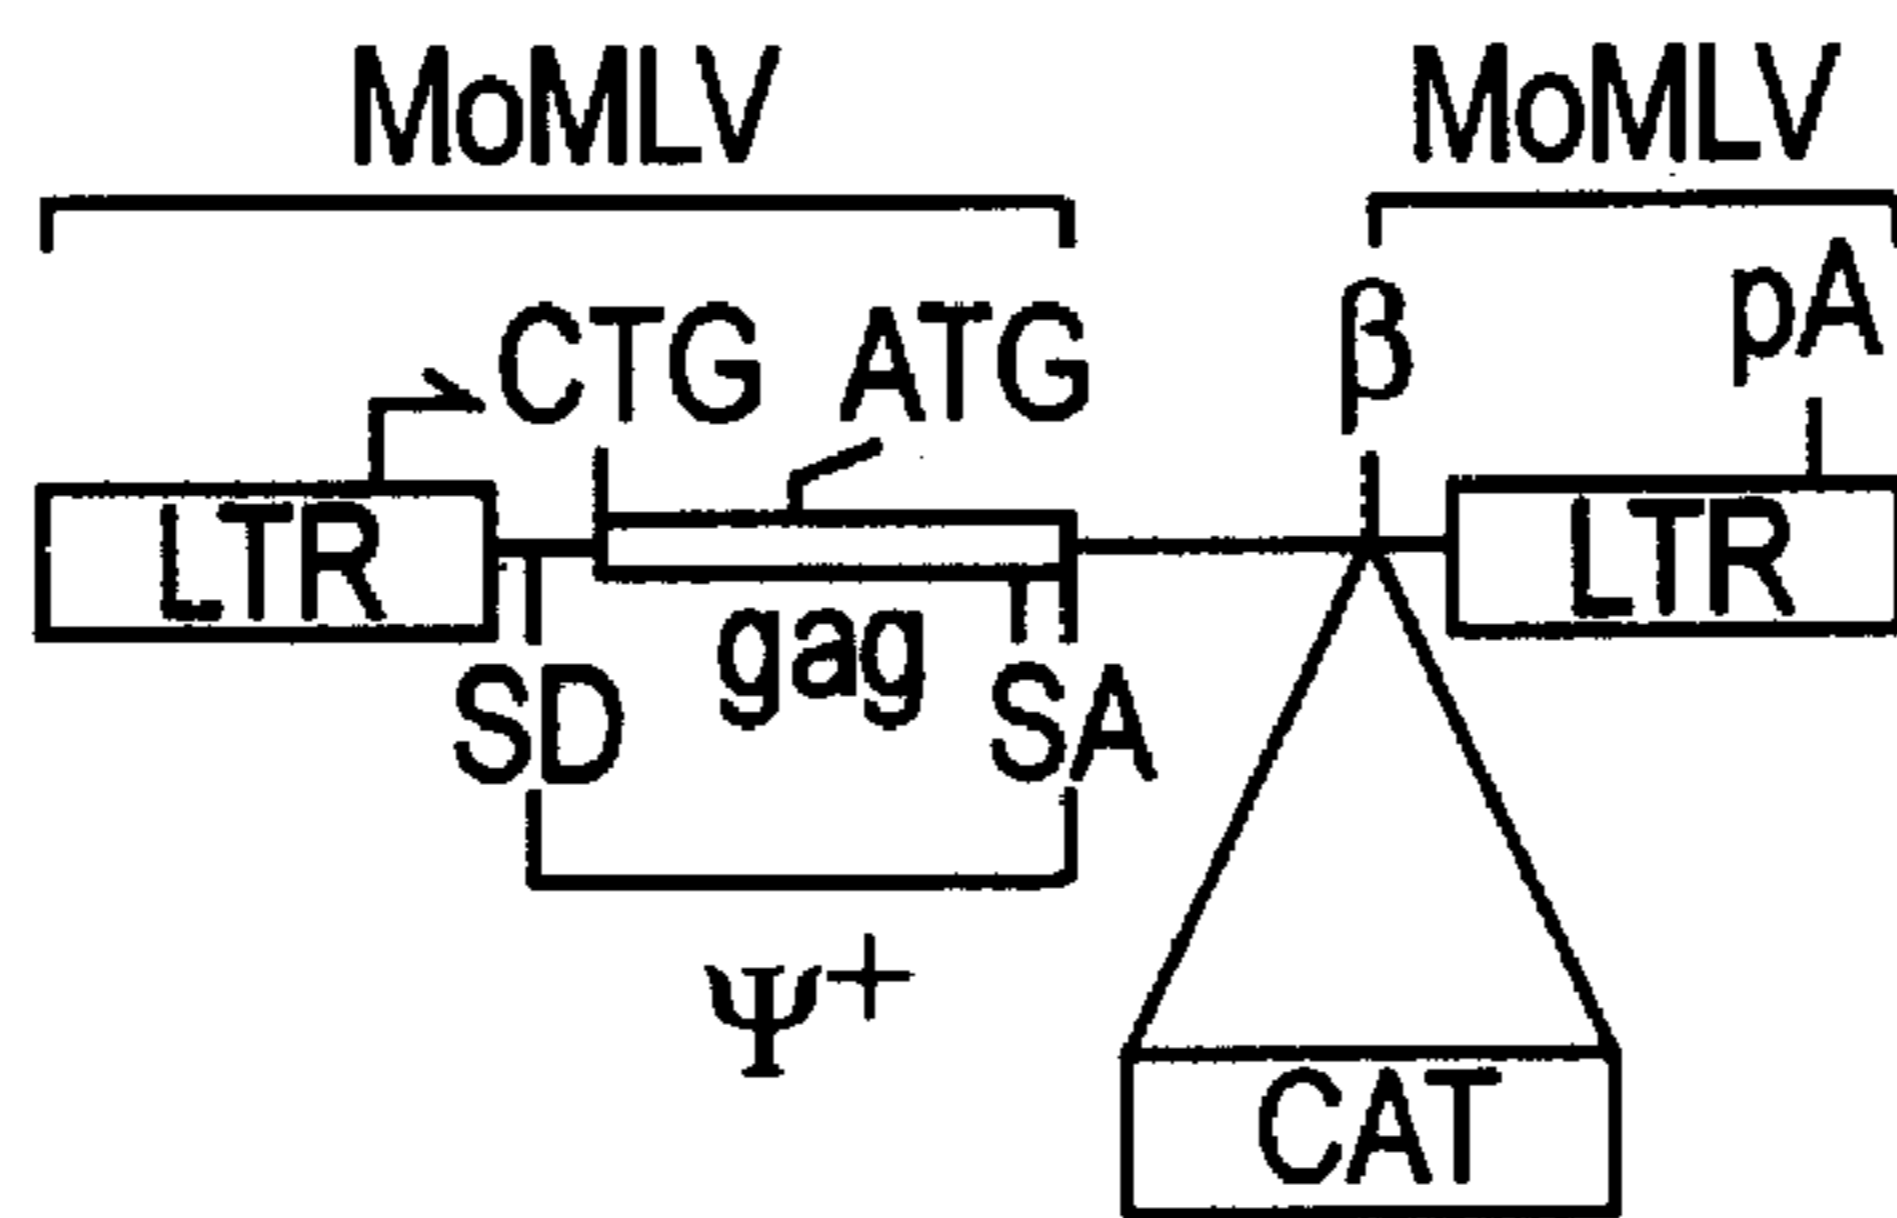 MoMLV MoMLV
CTG ATG β pA
LTR LTR
gag
SD SA
Ψ+
CAT